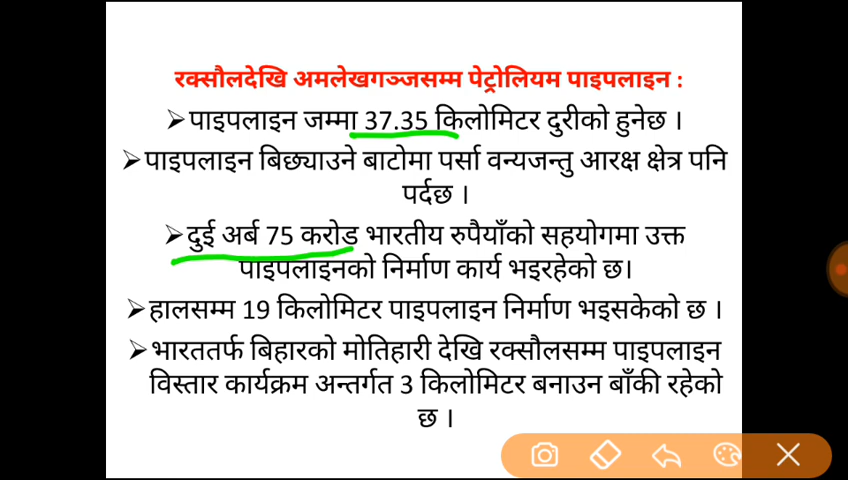 रक्सौलदेखि अमलेखगञ्जसम्म पेट्रोलियम पाइपलाइन :
➢पाइपलाइन जम्मा 37.35 किलोमिटर दुरीको हुनेछ ।
➢पाइपलाइन बिछ्याउने बाटोमा पर्सा वन्यजन्तु आरक्ष क्षेत्र पनि
पर्दछ ।
➢दुई अर्ब 75 करोड भारतीय रुपैयाँको सहयोगमा उक्त
पाइपलाइनको निर्माण कार्य भइरहेको छ।
➢हालसम्म 19 किलोमिटर पाइपलाइन निर्माण भइसकेको छ ।
➢भारततर्फ बिहारको मोतिहारी देखि रक्सौलसम्म पाइपलाइन
विस्तार कार्यक्रम अन्तर्गत 3 किलोमिटर बनाउन बाँकी रहेको
छ ।